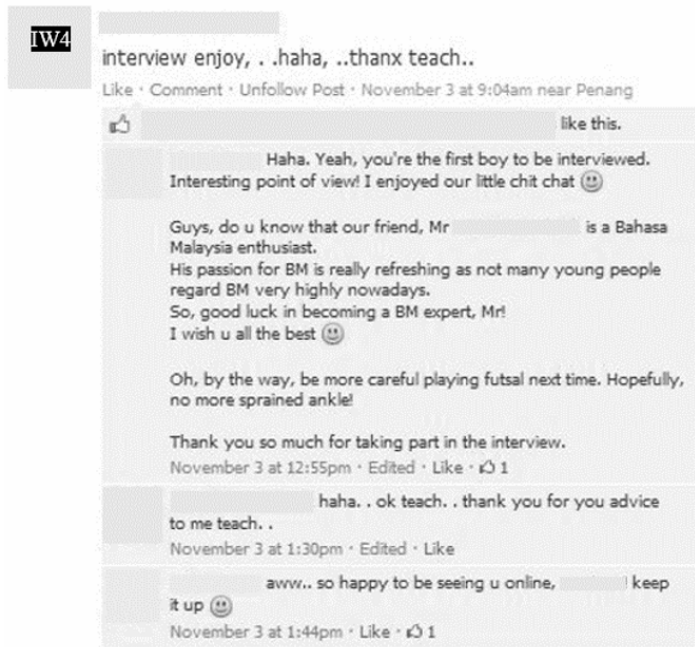 IW4
interview enjoy, . .haha, ..thanx teach..
Like · Comment · Unfollow Post · November 3 at 9:04am near Penang
like this.
Haha. Yeah, you're the first boy to be interviewed.
Interesting point of view! I enjoyed our little chit chat
Guys, do u know that our friend, Mr is a Bahasa
Malaysia enthusiast.
His passion for BM is really refreshing as not many young people
regard BM very highly nowadays.
So, good luck in becoming a BM expert, Mr!
I wish u all the best
Oh, by the way, be more careful playing futsal next time. Hopefully,
no more sprained ankle!
Thank you so much for taking part in the interview.
November 3 at 12:55pm · Edited · Like · 1
haha. . ok teach. . thank you for you advice
to me teach. .
November 3 at 1:30pm · Edited · Like
aww.. so happy to be seeing u online, keep
it up
November 3 at 1:44pm · Like · 1